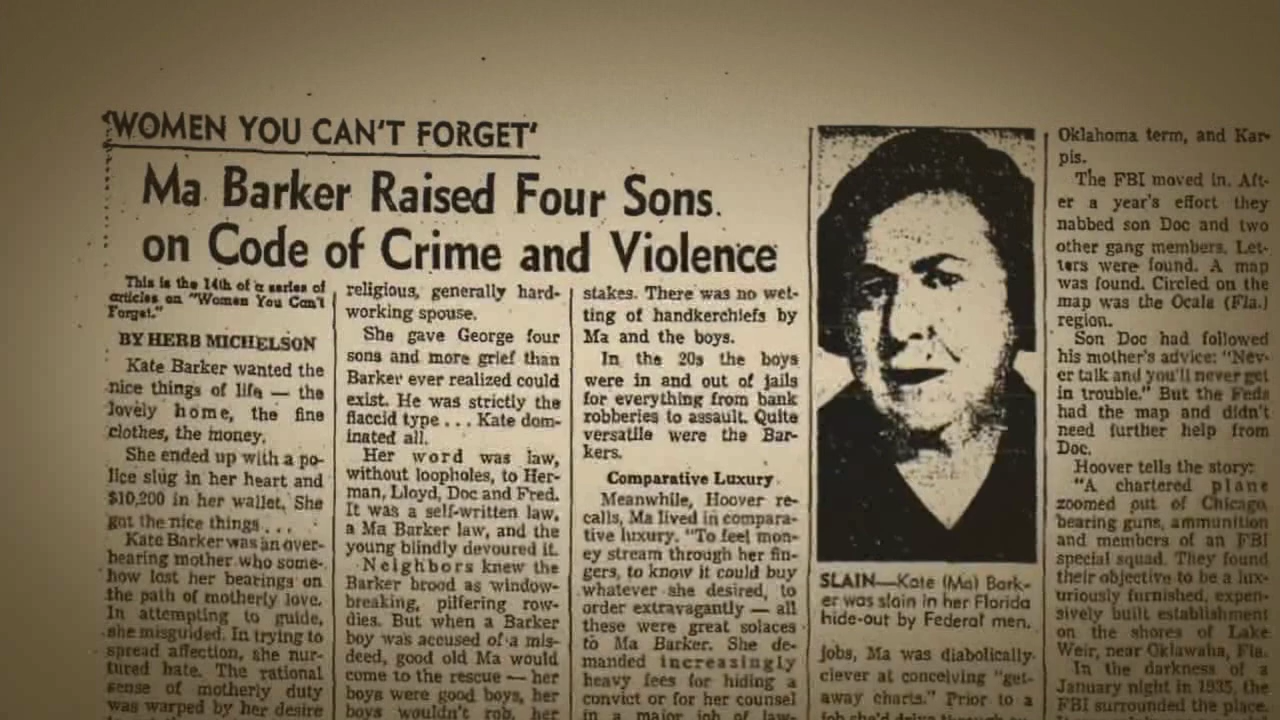 'WOMEN YOU CAN'T FORGET'
Ma Barker Raised Four Sons
on Code of Crime and Violence
This is the 14th of a series of
articles on "Women You Can't
Forget."
BY HERB MICHELSON
Kate Barker wanted the
nice things of life — the
lovely home, the fine
clothes, the money.
She ended up with a po-
lice slug in her heart and
$10,200 in her wallet. She
got the nice things . . .
Kate Barker was an over-
bearing mother who some-
how lost her bearings on
the path of motherly love.
In attempting to guide,
she misguided. In trying to
spread affection, she nur-
tured hate. The rational
sense of motherly duty
was warped by her desire
religious, generally hard-
working spouse.
She gave George four
sons and more grief than
Barker ever realized could
exist. He was strictly the
flaccid type . . . Kate dom-
inated all.
Her word was law,
without loopholes, to Her-
man, Lloyd, Doc and Fred.
It was a self-written law,
a Ma Barker law, and the
young blindly devoured it.
Neighbors knew the
Barker brood as window-
breaking, pilfering row-
dies. But when a Barker
boy was accused of a mis-
deed, good old Ma would
come to the rescue — her
boys were good boys, her
boys wouldn't rob, her
stakes. There was no wet-
ting of handkerchiefs by
Ma and the boys.
In the 20s the boys
were in and out of jails
for everything from bank
robberies to assault. Quite
versatile were the Bar-
kers.
Comparative Luxury
Meanwhile, Hoover re-
calls, Ma lived in compara-
tive luxury. "To feel mon-
ey stream through her fin-
gers, to know it could buy
whatever she desired, to
order extravagantly — all
these were great solaces
to Ma Barker. She de-
manded increasingly
heavy fees for hiding a
convict or for her counsel
in a major job of law-
SLAIN—Kate (Ma) Bark-
er was slain in her Florida
hide-out by Federal men.
jobs, Ma was diabolically
clever at conceiving "get-
away charts." Prior to a
job she'd drive through
Oklahoma term, and Kar-
pis.
The FBI moved in. Aft-
er a year's effort they
nabbed son Doc and two
other gang members. Let-
ters were found. A map
was found. Circled on the
map was the Ocala (Fla.)
region.
Son Doc had followed
his mother's advice: "Nev-
er talk and you'll never get
in trouble." But the Feds
had the map and didn't
need further help from
Doc.
Hoover tells the story:
"A chartered plane
zoomed out of Chicago
bearing guns, ammunition
and members of an FBI
special squad. They found
their objective to be a lux-
uriously furnished, expen-
sively built establishment
on the shores of Lake
Weir, near Oklawaha, Fla.
In the darkness of a
January night in 1935, the
FBI surrounded the place.